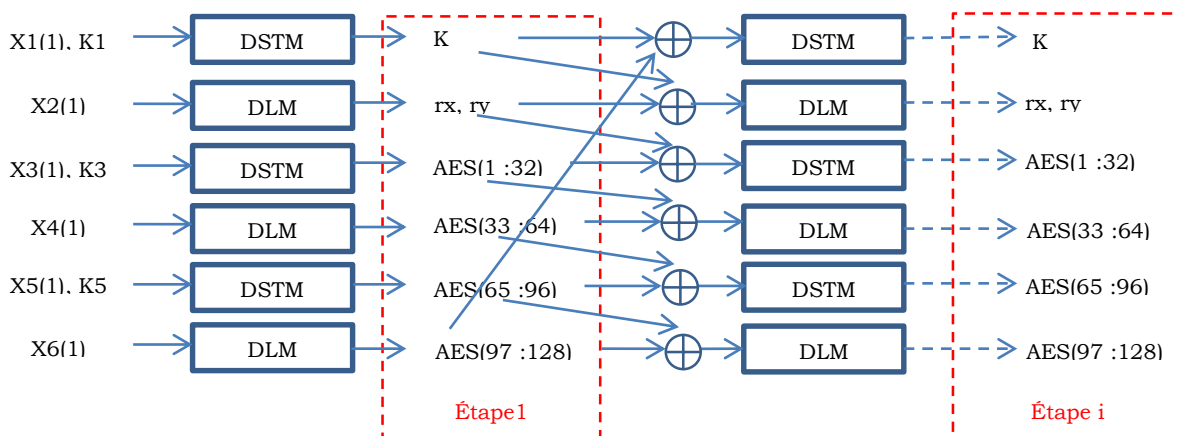 X1(1), K1 DSTM K DSTM K
X2(1) DLM rx, ry DLM rx, ry
X3(1), K3 DSTM AES(1 :32) DSTM AES(1 :32)
X4(1) DLM AES(33 :64) DLM AES(33 :64)
X5(1), K5 DSTM AES(65 :96) DSTM AES(65 :96)
X6(1) DLM AES(97 :128) DLM AES(97 :128)
Étape1 Étape i